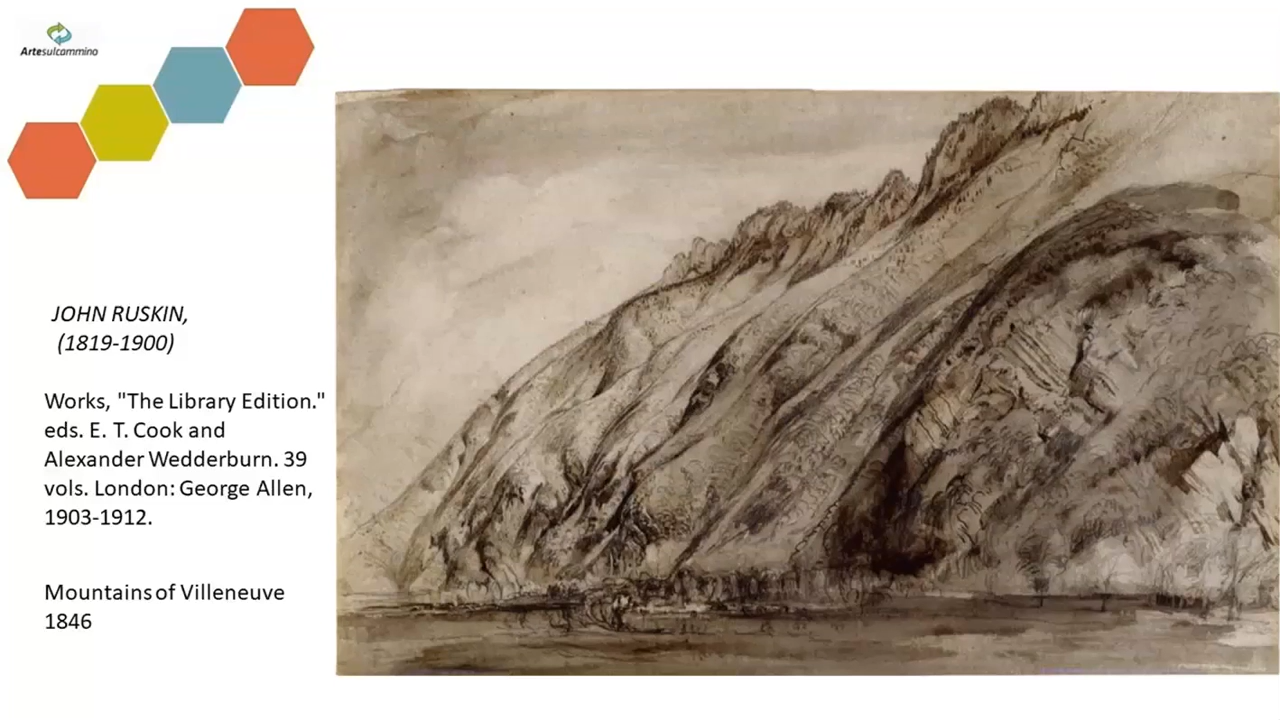 Artesulcammino
JOHN RUSKIN,
(1819-1900)
Works, "The Library Edition."
eds. E. T. Cook and
Alexander Wedderburn. 39
vols. London: George Allen,
1903-1912.
Mountains of Villeneuve
1846